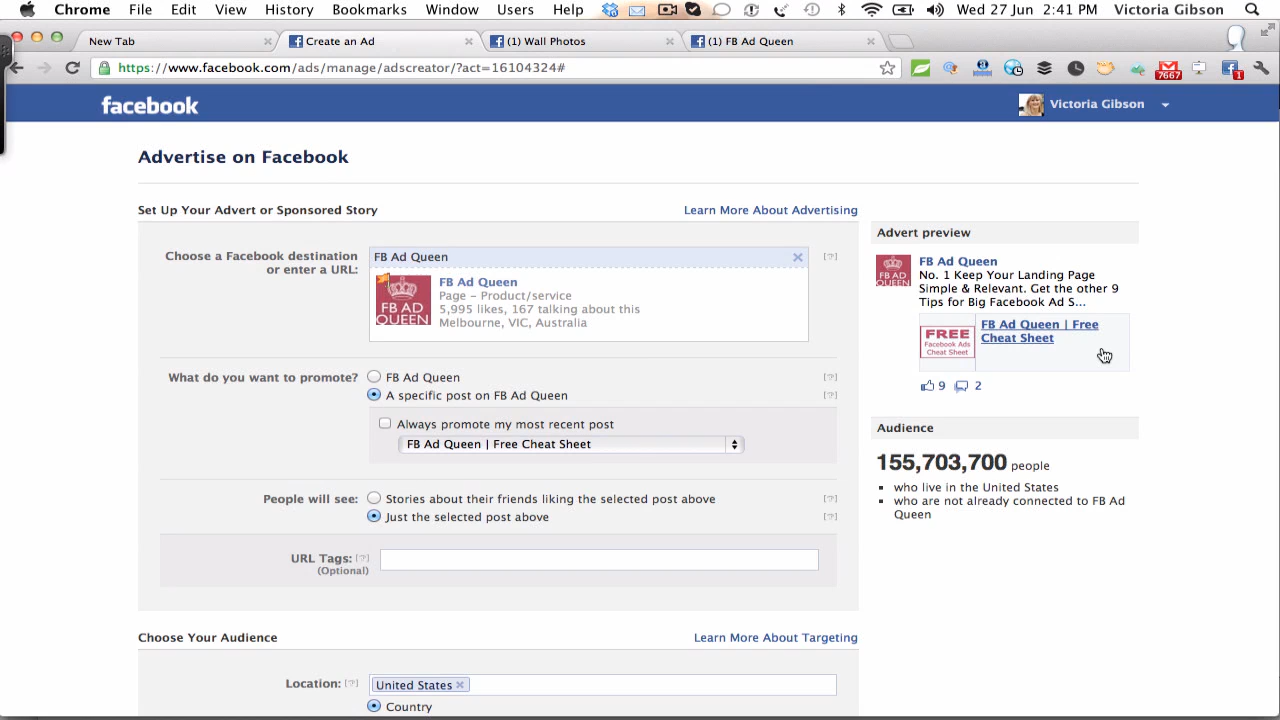 Chrome File Edit View History Bookmarks Window Users Help Wed 27 Jun 2:41 PM Victoria Gibson
New Tab Create an Ad (1) Wall Photos (1) FB Ad Queen
https://www.facebook.com/ads/manage/adscreator/?act=16104324# 7667 1
facebook Victoria Gibson
Advertise on Facebook
Set Up Your Advert or Sponsored Story Learn More About Advertising
Choose a Facebook destination
or enter a URL:
FB Ad Queen [?]
FB AD
QUEEN
FB Ad Queen
Page – Product/service
5,995 likes, 167 talking about this
Melbourne, VIC, Australia
What do you want to promote? FB Ad Queen [?]
A specific post on FB Ad Queen [?]
Always promote my most recent post
FB Ad Queen | Free Cheat Sheet
People will see: Stories about their friends liking the selected post above [?]
Just the selected post above [?]
URL Tags: [?]
(Optional)
Choose Your Audience Learn More About Targeting
Location: [?] United States
Country
Advert preview
FB AD
QUEEN
FB Ad Queen
No. 1 Keep Your Landing Page
Simple & Relevant. Get the other 9
Tips for Big Facebook Ad S...
FREE
Facebook Ads
Cheat Sheet
FB Ad Queen | Free
Cheat Sheet
9 2
Audience
155,703,700 people
who live in the United States
who are not already connected to FB Ad
Queen